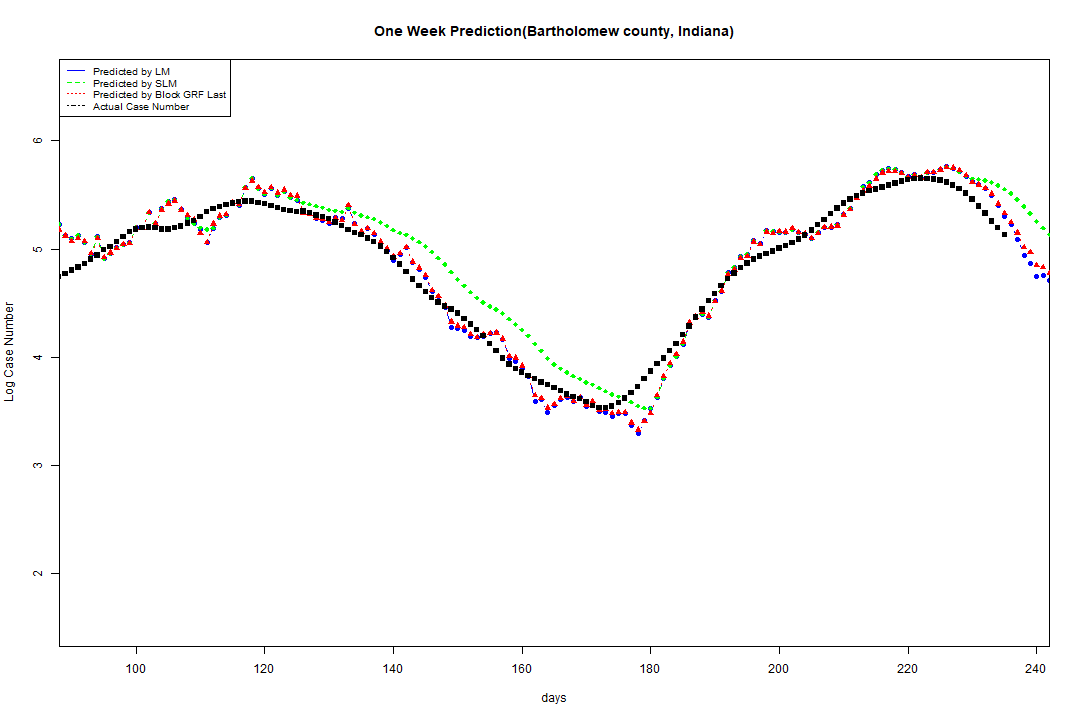 One Week Prediction(Bartholomew county, Indiana)
Predicted by LM
Predicted by SLM
Predicted by Block GRF Last
Actual Case Number
6
5
4
3
2
Log Case Number
100 120 140 160 180 200 220 240
days